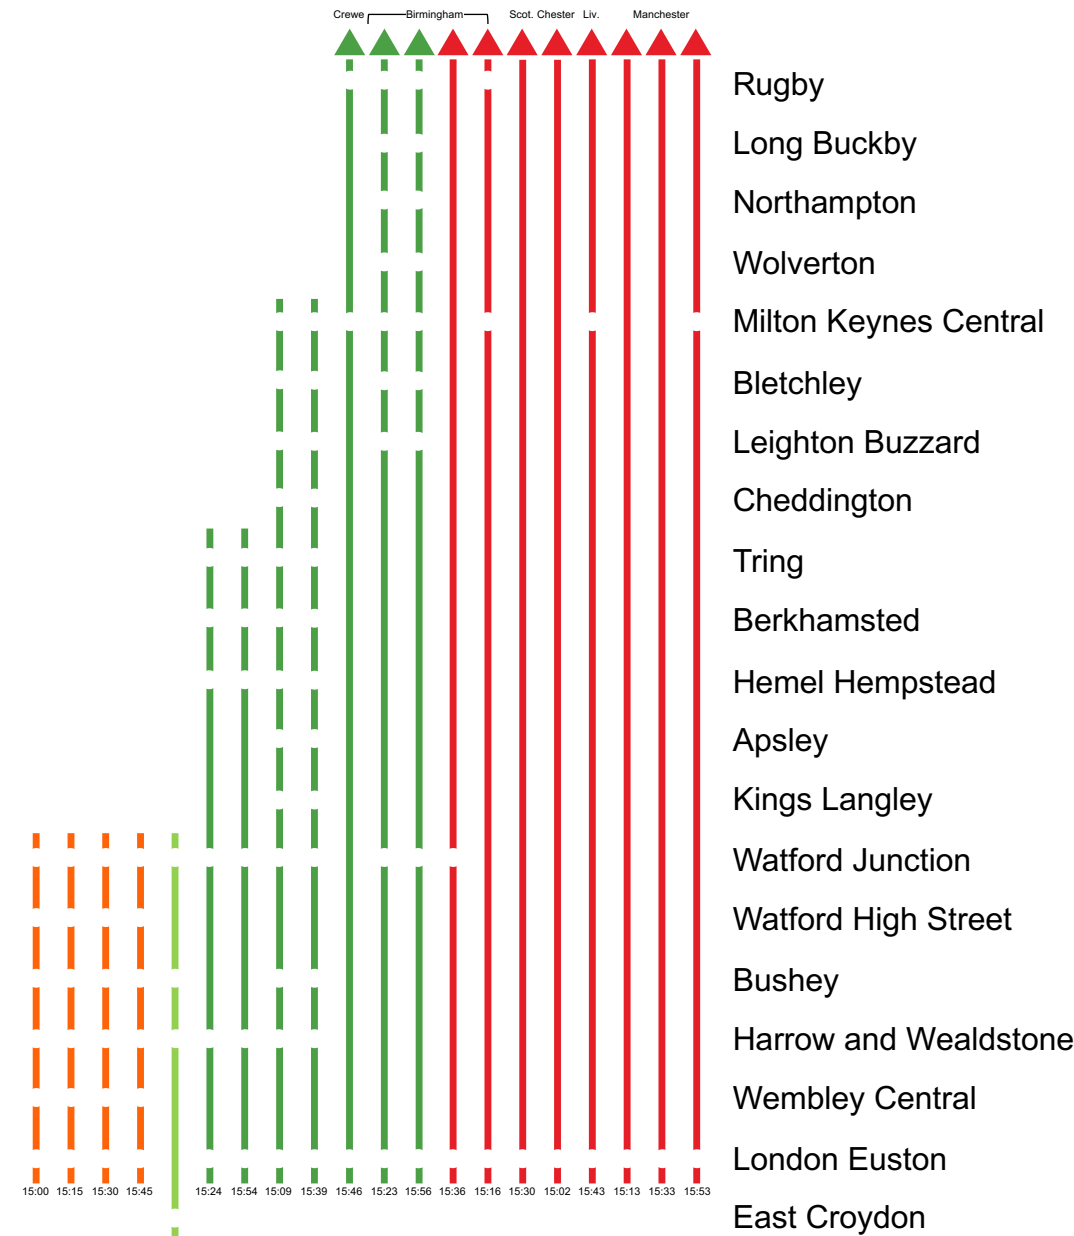 Crewe Birmingham Scot. Chester Liv. Manchester
Rugby
Long Buckby
Northampton
Wolverton
Milton Keynes Central
Bletchley
Leighton Buzzard
Cheddington
Tring
Berkhamsted
Hemel Hempstead
Apsley
Kings Langley
Watford Junction
Watford High Street
Bushey
Harrow and Wealdstone
Wembley Central
London Euston
15:00 15:15 15:30 15:45 15:24 15:54 15:09 15:39 15:46 15:23 15:56 15:36 15:16 15:30 15:02 15:43 15:13 15:33 15:53
East Croydon